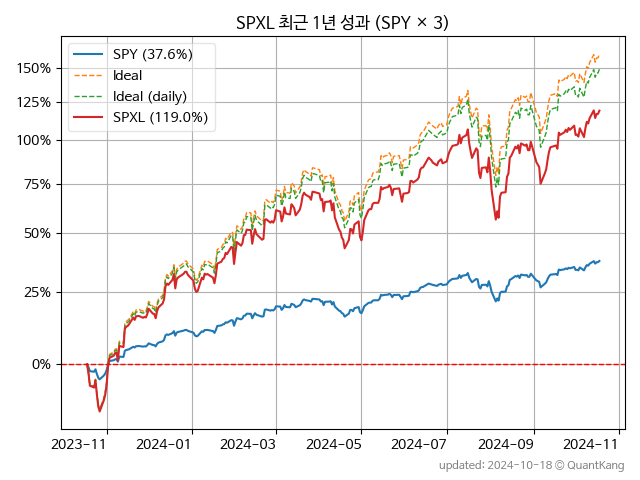 SPXL 최근 1년 성과 (SPY × 3)
SPY (37.6%)
Ideal
Ideal (daily)
SPXL (119.0%)
150%
125%
100%
75%
50%
25%
0%
2023-11
2024-01
2024-03
2024-05
2024-07
2024-09
2024-11
updated: 2024-10-18 © QuantKang